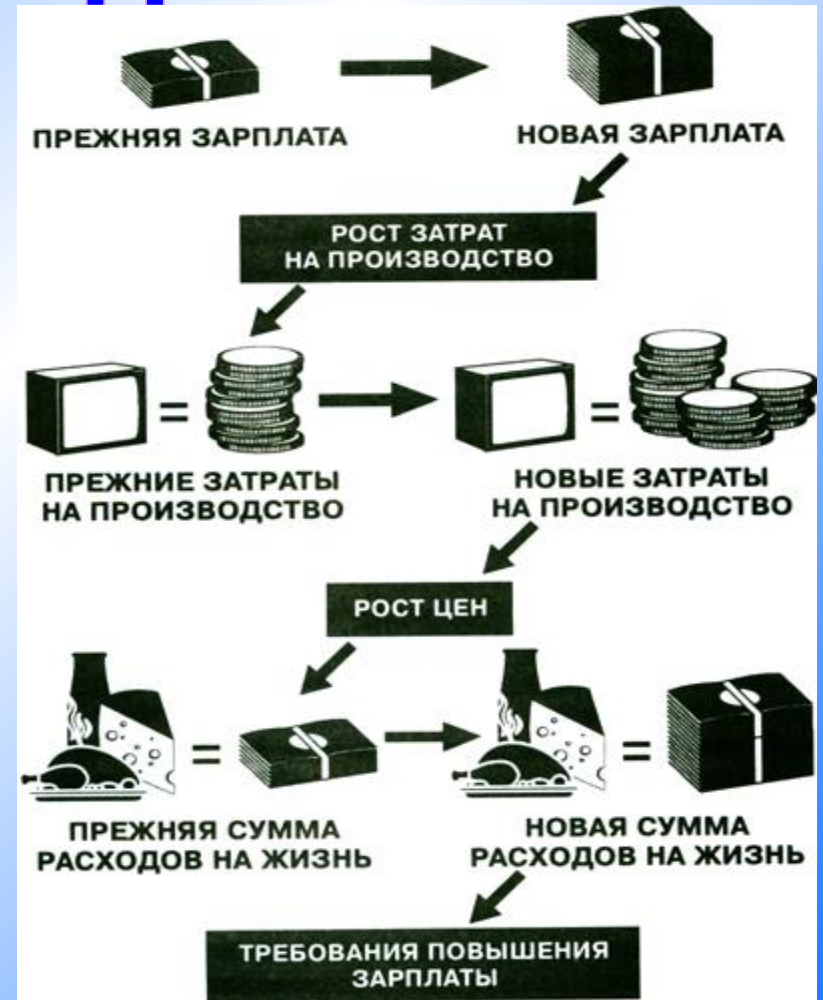 ПРЕЖНЯЯ ЗАРПЛАТА
НОВАЯ ЗАРПЛАТА
РОСТ ЗАТРАТ
НА ПРОИЗВОДСТВО
=
=
ПРЕЖНИЕ ЗАТРАТЫ
НА ПРОИЗВОДСТВО
НОВЫЕ ЗАТРАТЫ
НА ПРОИЗВОДСТВО
РОСТ ЦЕН
=
=
ПРЕЖНЯЯ СУММА
РАСХОДОВ НА ЖИЗНЬ
НОВАЯ СУММА
РАСХОДОВ НА ЖИЗНЬ
ТРЕБОВАНИЯ ПОВЫШЕНИЯ
ЗАРПЛАТЫ